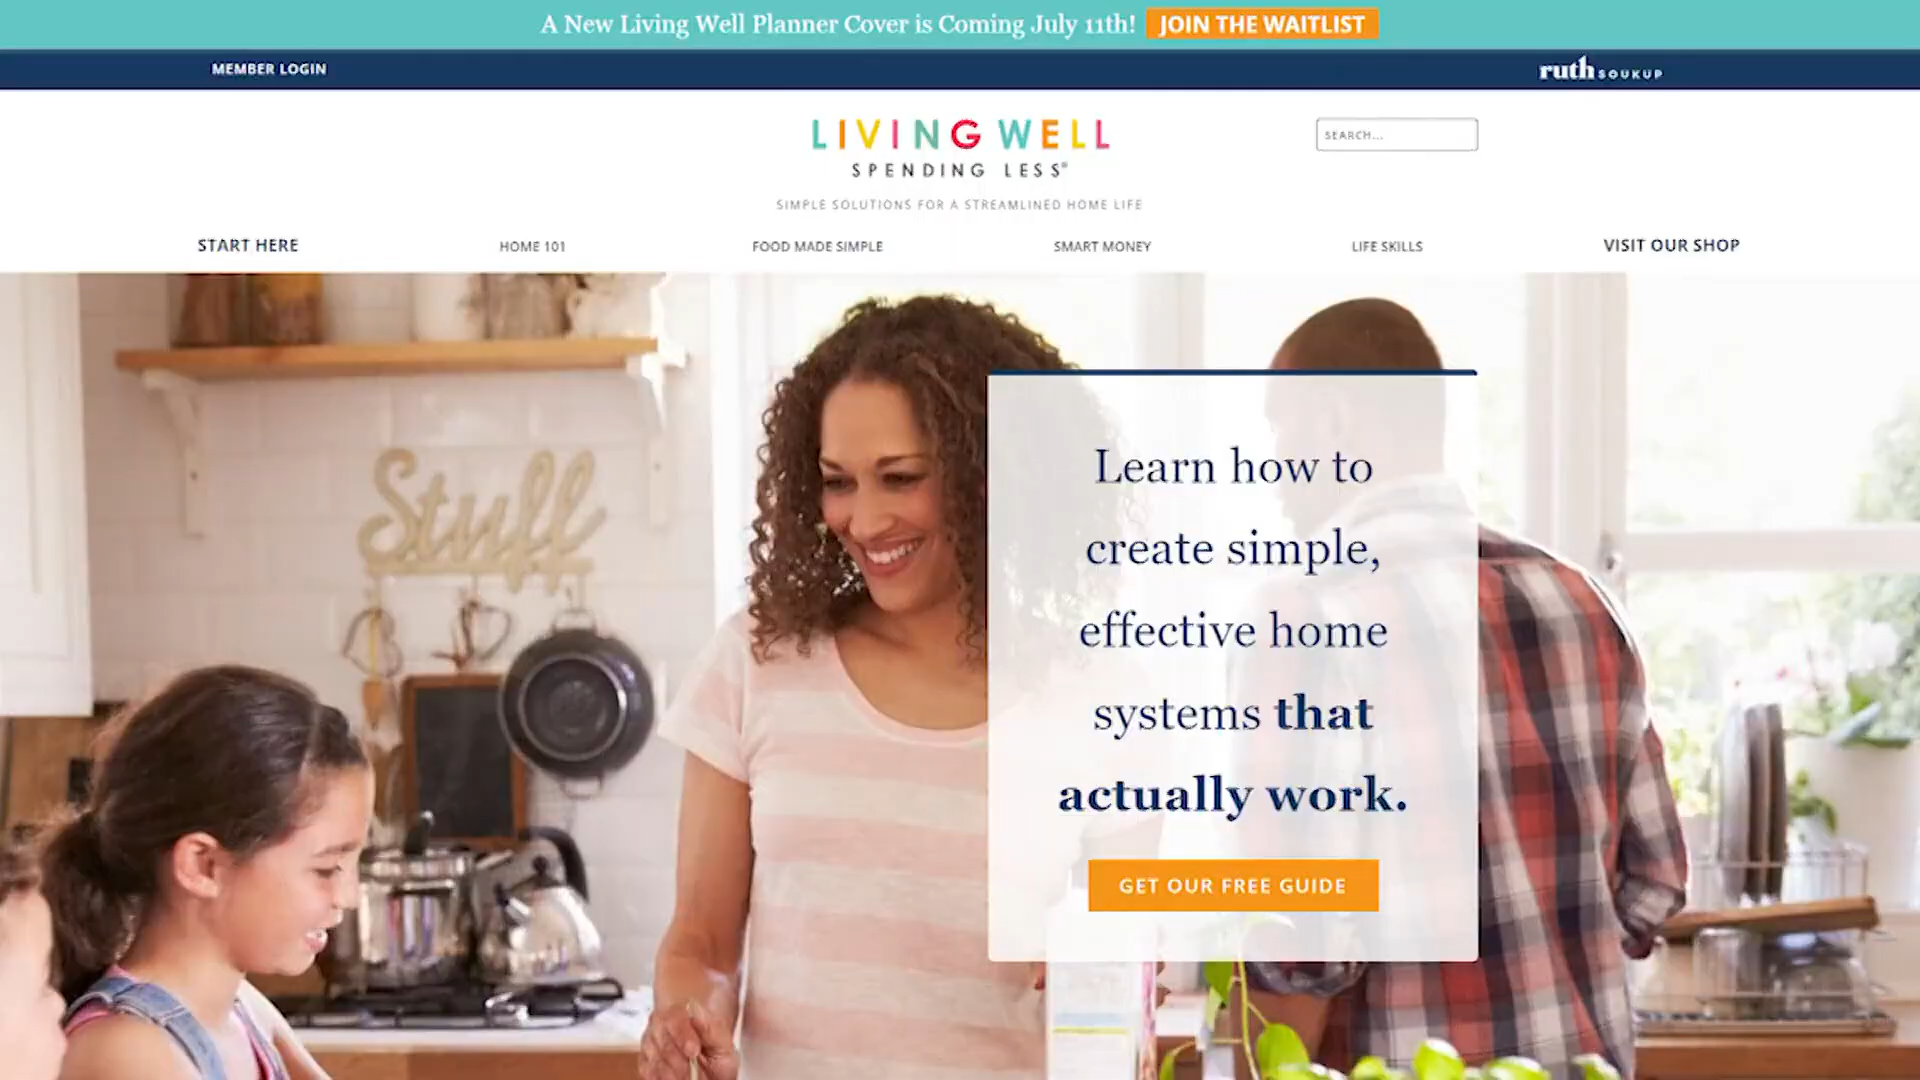 A New Living Well Planner Cover is Coming July 11th! JOIN THE WAITLIST
MEMBER LOGIN
ruth SOUKUP
LIVING WELL
SPENDING LESS®
SEARCH...
SIMPLE SOLUTIONS FOR A STREAMLINED HOME LIFE
START HERE
HOME 101
FOOD MADE SIMPLE
SMART MONEY
LIFE SKILLS
VISIT OUR SHOP
Stuff
Learn how to
create simple,
effective home
systems that
actually work.
GET OUR FREE GUIDE